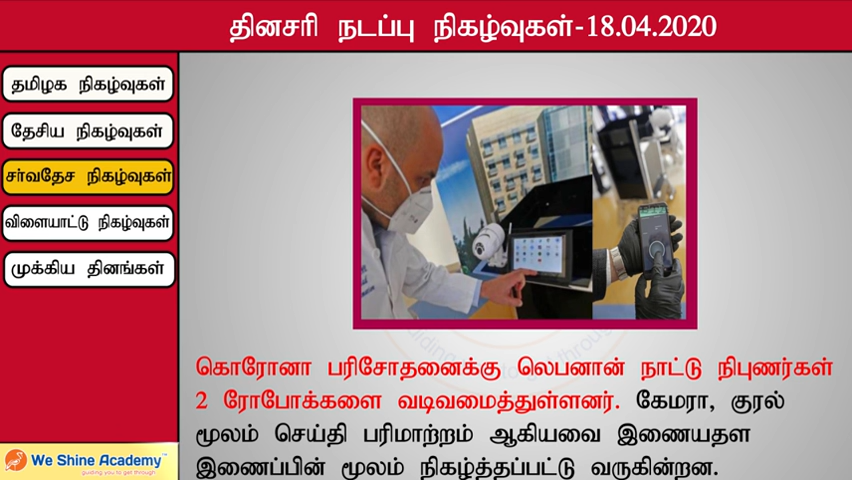 தினசரி நடப்பு நிகழ்வுகள்-18.04.2020
தமிழக நிகழ்வுகள்
தேசிய நிகழ்வுகள்
சர்வதேச நிகழ்வுகள்
விளையாட்டு நிகழ்வுகள்
முக்கிய தினங்கள்
கொரோனா பரிசோதனைக்கு லெபனான் நாட்டு நிபுணர்கள்
2 ரோபோக்களை வடிவமைத்துள்ளனர். கேமரா, குரல்
மூலம் செய்தி பரிமாற்றம் ஆகியவை இணையதள
இணைப்பின் மூலம் நிகழ்த்தப்பட்டு வருகின்றன.
We Shine Academy™
guiding you to get through